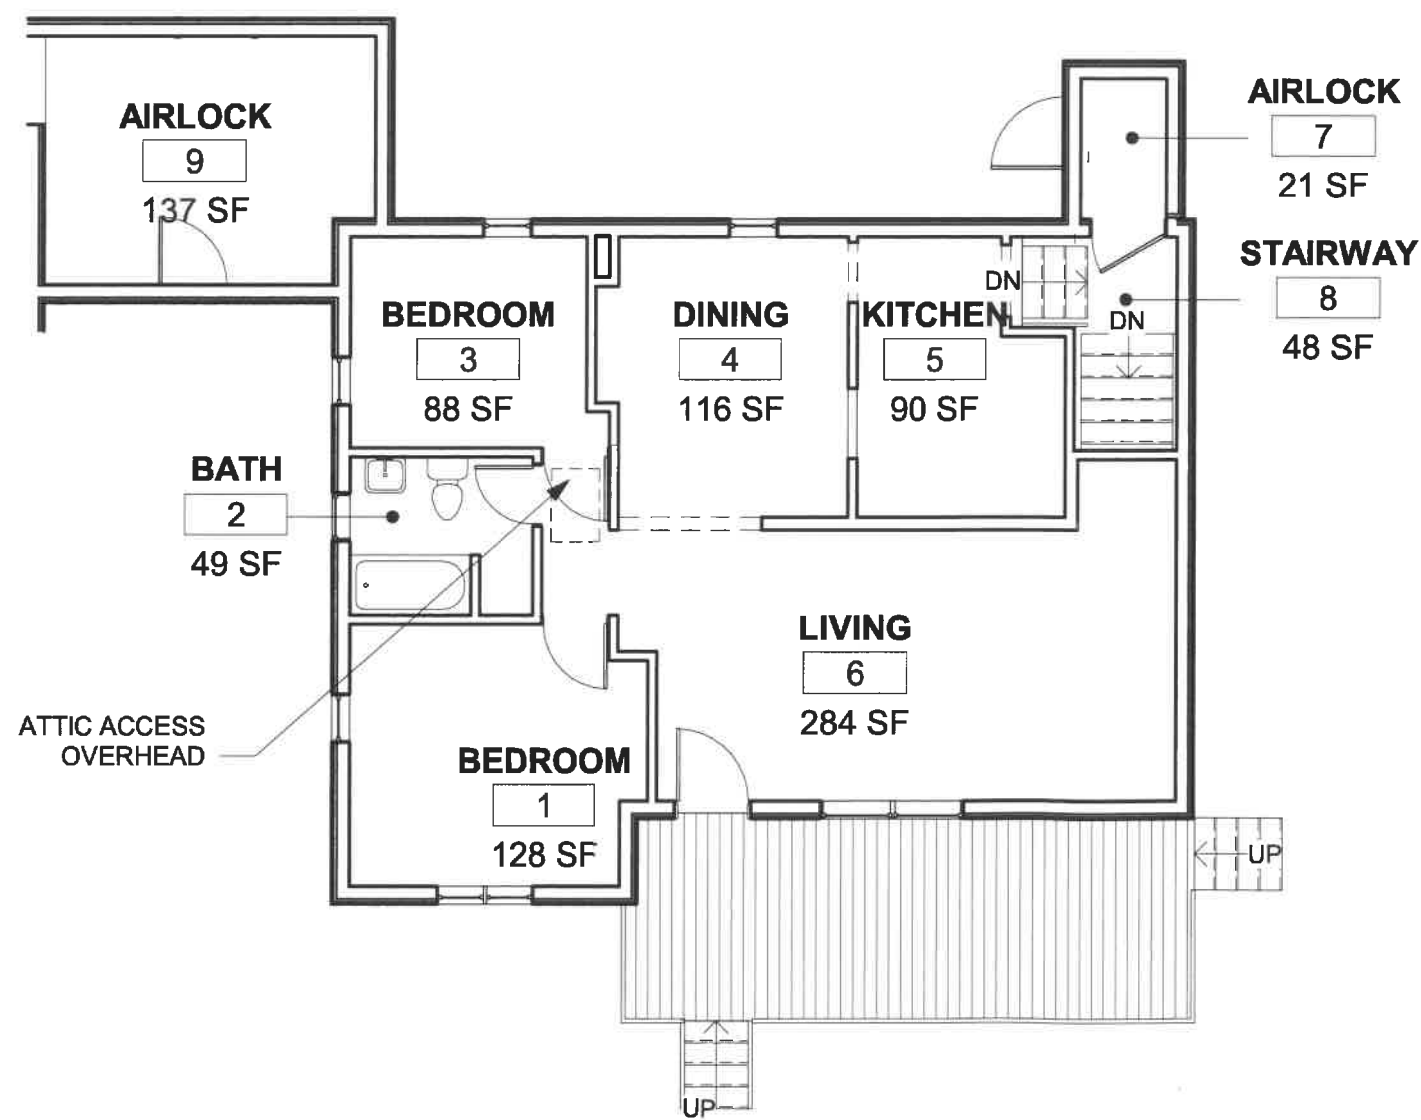 AIRLOCK
9
137 SF
AIRLOCK
7
21 SF
STAIRWAY
8
48 SF
BEDROOM
3
88 SF
DINING
4
116 SF
KITCHEN
5
90 SF
DN
DN
BATH
2
49 SF
LIVING
6
284 SF
ATTIC ACCESS
OVERHEAD
BEDROOM
1
128 SF
UP
UP